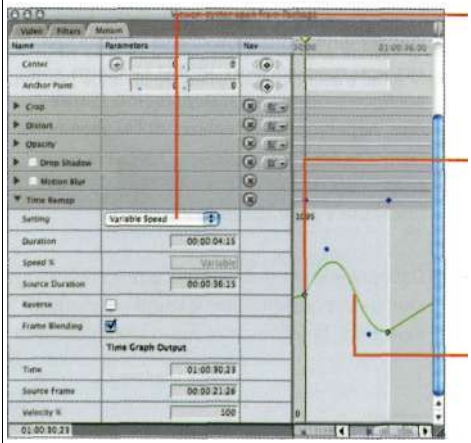 Video Filters Motion
Name Parameters Nav
Center
Anchor Point
Crop
Distort
Opacity
Drop Shadow
Motion Blur
Time Remap
Setting Variable Speed
Duration 00:00:04:15
Speed % Variable
Source Duration 00:00:36:15
Reverse
Frame Blending
Time Graph Output
Time 01:00:30;23
Source Frame 00:00:21:26
Velocity % 100
0
01:00:30;23